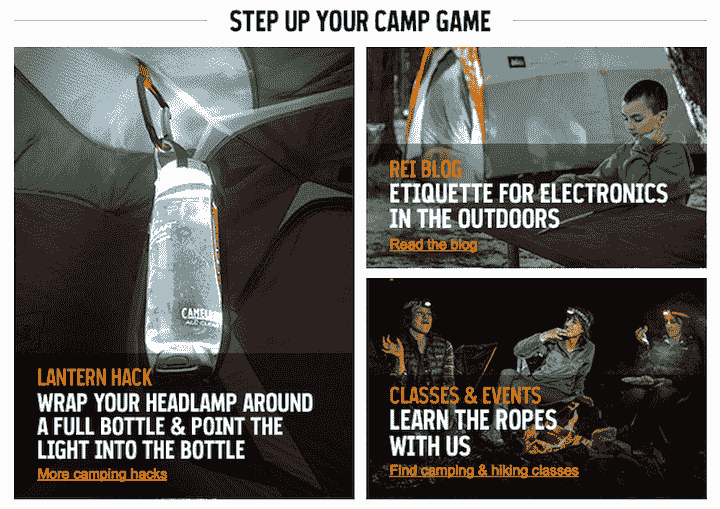 STEP UP YOUR CAMP GAME
CAMELBAK
LANTERN HACK
WRAP YOUR HEADLAMP AROUND
A FULL BOTTLE & POINT THE
LIGHT INTO THE BOTTLE
More camping hacks
REI BLOG
ETIQUETTE FOR ELECTRONICS
IN THE OUTDOORS
Read the blog
CLASSES & EVENTS
LEARN THE ROPES
WITH US
Find camping & hiking classes